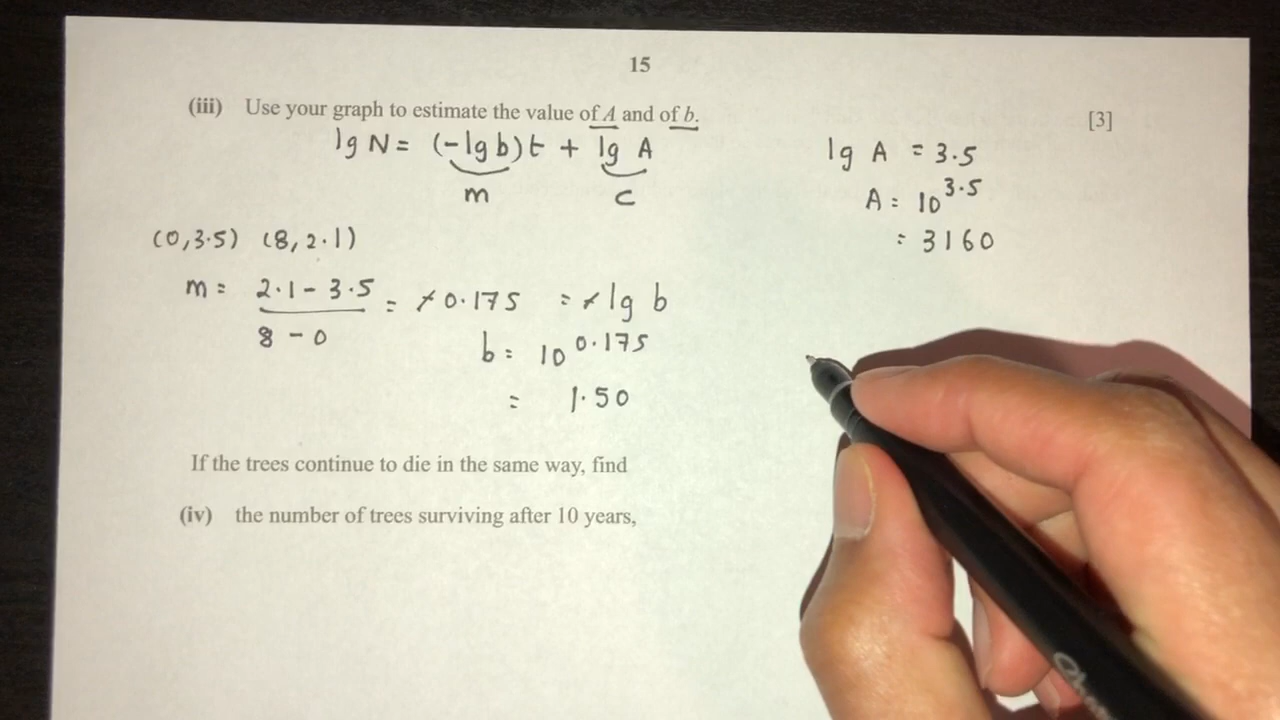 15
(iii) Use your graph to estimate the value of A and of b. [3]
lg N = (-lg b)t + lg A
m c
lg A = 3.5
A = 10^3.5
= 3160
(0,3.5) (8,2.1)
m = 2.1 - 3.5 / 8 - 0 = -0.175 = -lg b
b = 10^0.175
= 1.50
If the trees continue to die in the same way, find
(iv) the number of trees surviving after 10 years,